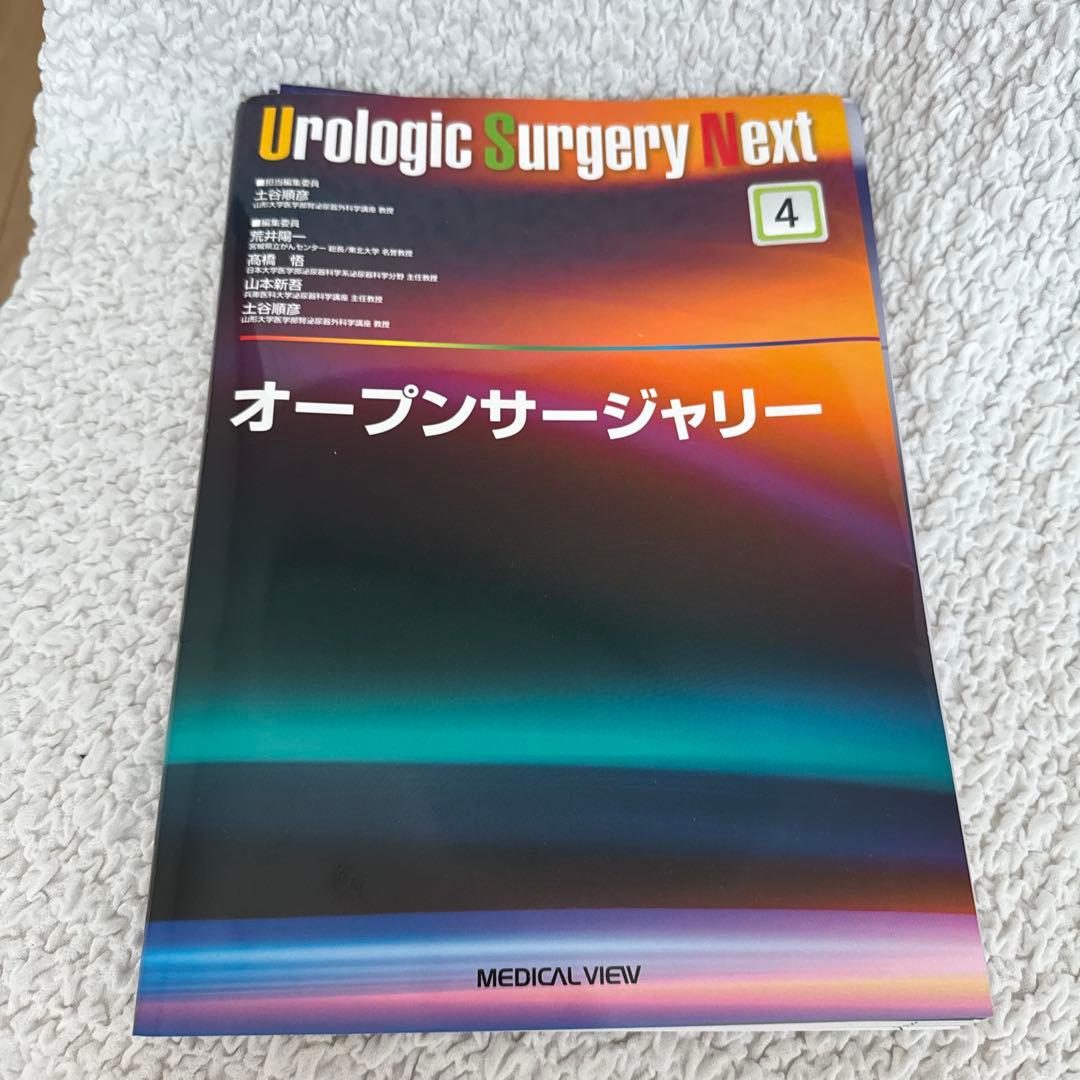 Urologic Surgery Next
4
■担当編集委員
土谷順彦
山形大学医学部腎泌尿器外科学講座 教授
■編集委員
荒井陽一
宮城県立がんセンター 総長/東北大学 名誉教授
髙橋 悟
日本大学医学部泌尿器科学系泌尿器科学分野 主任教授
山本新吾
兵庫医科大学泌尿器科学講座 主任教授
土谷順彦
山形大学医学部腎泌尿器外科学講座 教授
オープンサージャリー
MEDICAL VIEW